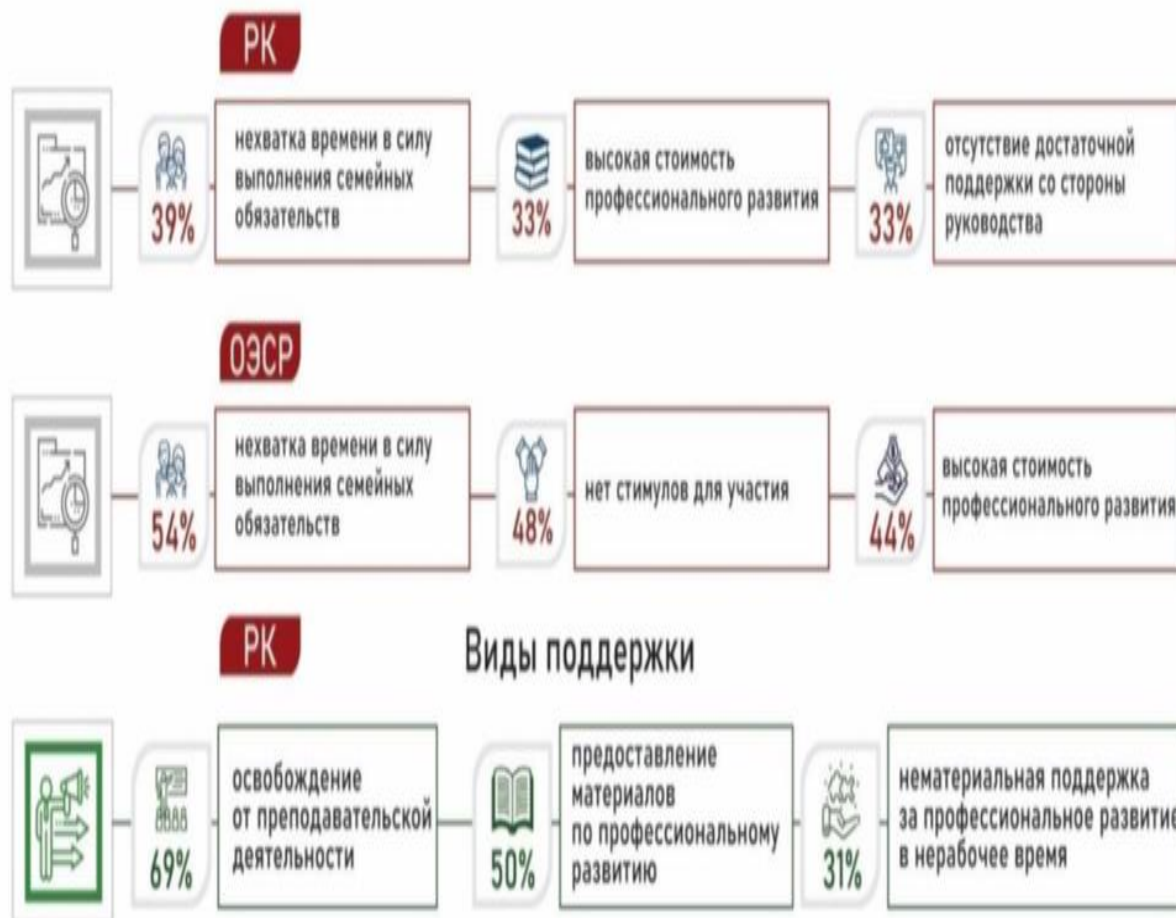 РК
39%
нехватка времени в силу
выполнения семейных
обязательств
33%
высокая стоимость
профессионального развития
33%
отсутствие достаточной
поддержки со стороны
руководства
ОЭСР
54%
нехватка времени в силу
выполнения семейных
обязательств
48%
нет стимулов для участия
44%
высокая стоимость
профессионального развития
РК
Виды поддержки
69%
освобождение
от преподавательской
деятельности
50%
предоставление
материалов
по профессиональному
развитию
31%
нематериальная поддержка
за профессиональное развитие
в нерабочее время